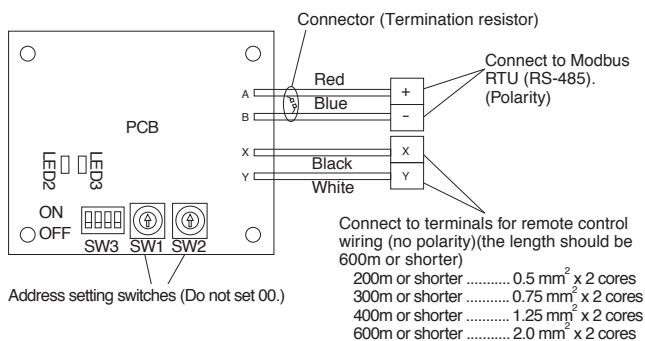 Connector (Termination resistor)
Red
Blue
A
B
+
−
Connect to Modbus
RTU (RS-485).
(Polarity)
PCB
X
Y
Black
White
X
Y
LED2
LED3
ON
OFF
SW3
SW1
SW2
Address setting switches (Do not set 00.)
Connect to terminals for remote control
wiring (no polarity)(the length should be
600m or shorter)
200m or shorter .......... 0.5 mm² x 2 cores
300m or shorter .......... 0.75 mm² x 2 cores
400m or shorter .......... 1.25 mm² x 2 cores
600m or shorter ........... 2.0 mm² x 2 cores